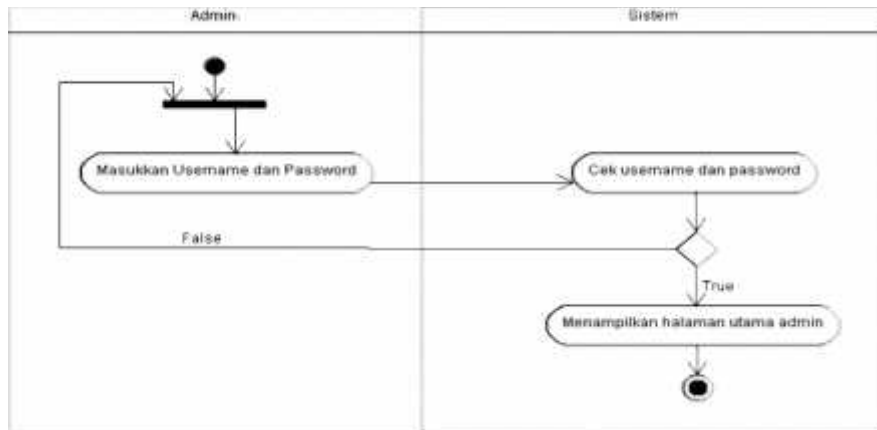 Admin
Sistem
Masukkan Username dan Password
Cek username dan password
False
True
Menampilkan halaman utama admin